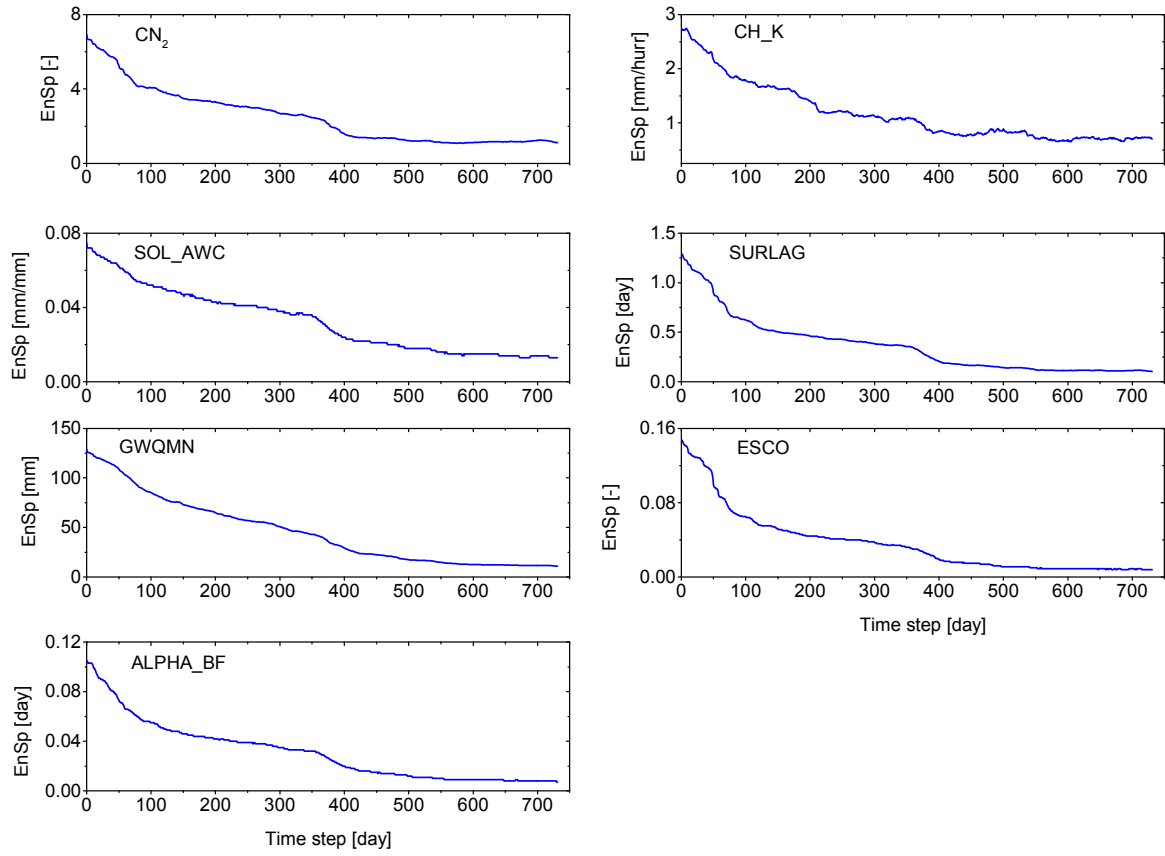 8
4
0
EnSp [-]
CN2
0 100 200 300 400 500 600 700
3
2
1
EnSp [mm/hurr]
CH_K
0 100 200 300 400 500 600 700
0.08
0.04
0.00
EnSp [mm/mm]
SOL_AWC
0 100 200 300 400 500 600 700
1.5
1.0
0.5
0.0
EnSp [day]
SURLAG
0 100 200 300 400 500 600 700
150
100
50
0
EnSp [mm]
GWQMN
0 100 200 300 400 500 600 700
0.16
0.08
0.00
EnSp [-]
ESCO
0 100 200 300 400 500 600 700
Time step [day]
0.12
0.04
0.00
EnSp [day]
ALPHA_BF
0 100 200 300 400 500 600 700
Time step [day]